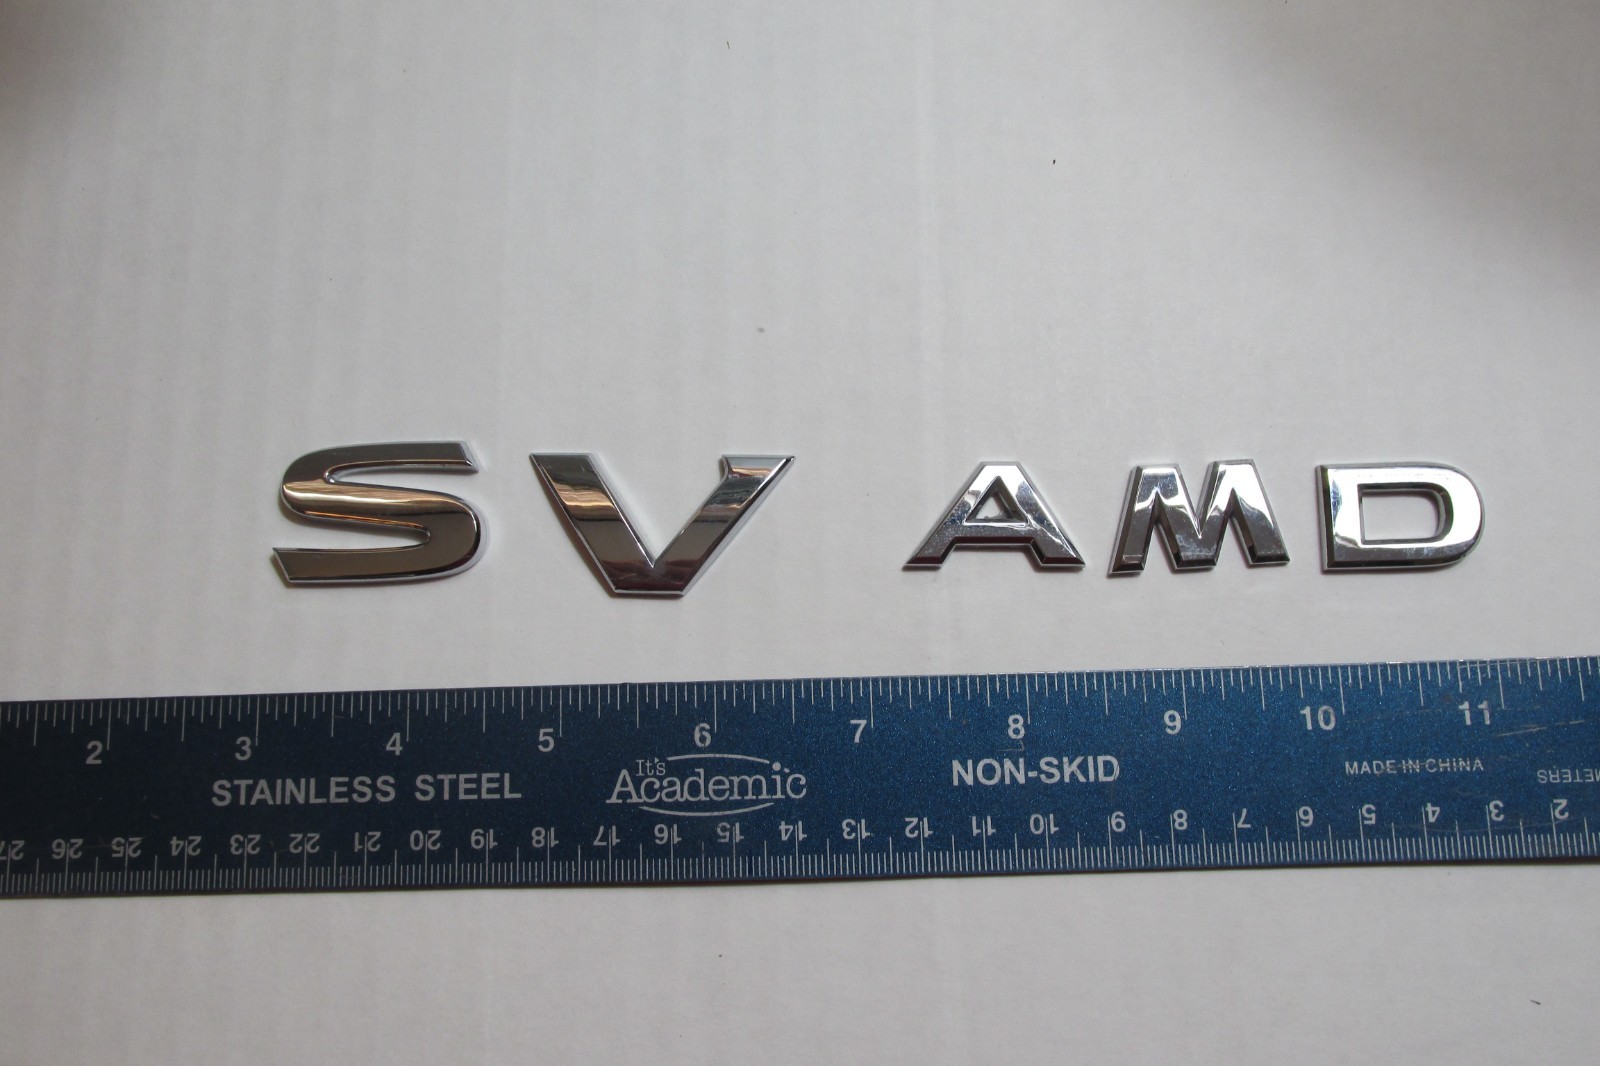 SV AMD
2 3 4 5 6 7 8 9 10 11
STAINLESS STEEL It's Academic NON-SKID MADE IN CHINA
METERS
27 26 25 24 23 22 21 20 19 18 17 16 15 14 13 12 11 10 9 8 7 6 5 4 3 2